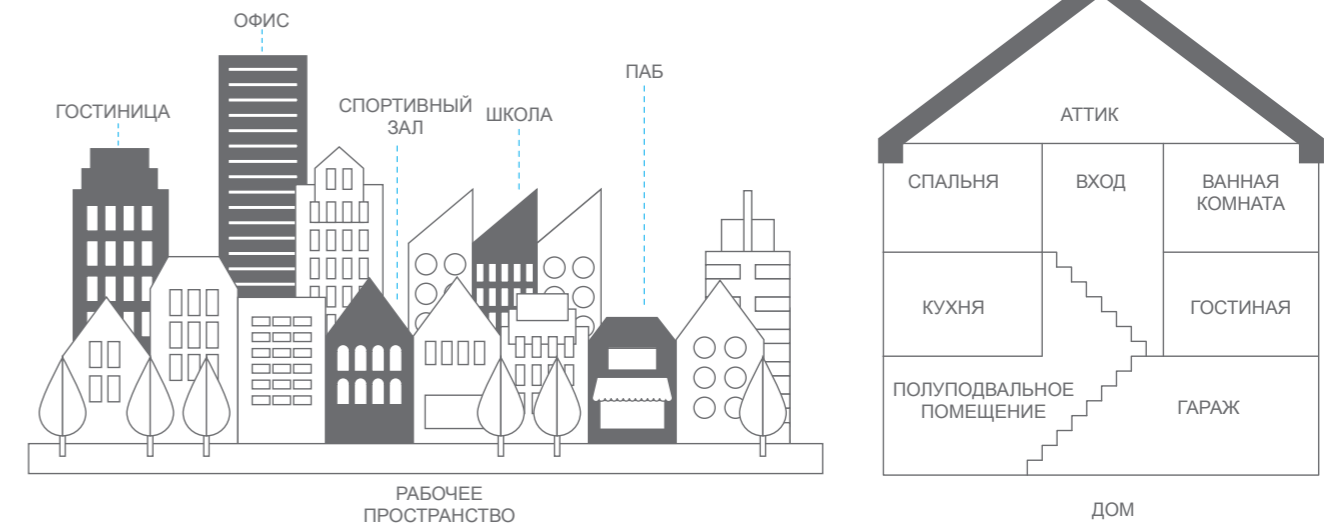 ОФИС
ГОСТИНИЦА
СПОРТИВНЫЙ
ЗАЛ
ШКОЛА
ПАБ
РАБОЧЕЕ
ПРОСТРАНСТВО
АТТИК
СПАЛЬНЯ
ВХОД
ВАННАЯ
КОМНАТА
КУХНЯ
ГОСТИНАЯ
ПОЛУПОДВАЛЬНОЕ
ПОМЕЩЕНИЕ
ГАРАЖ
ДОМ